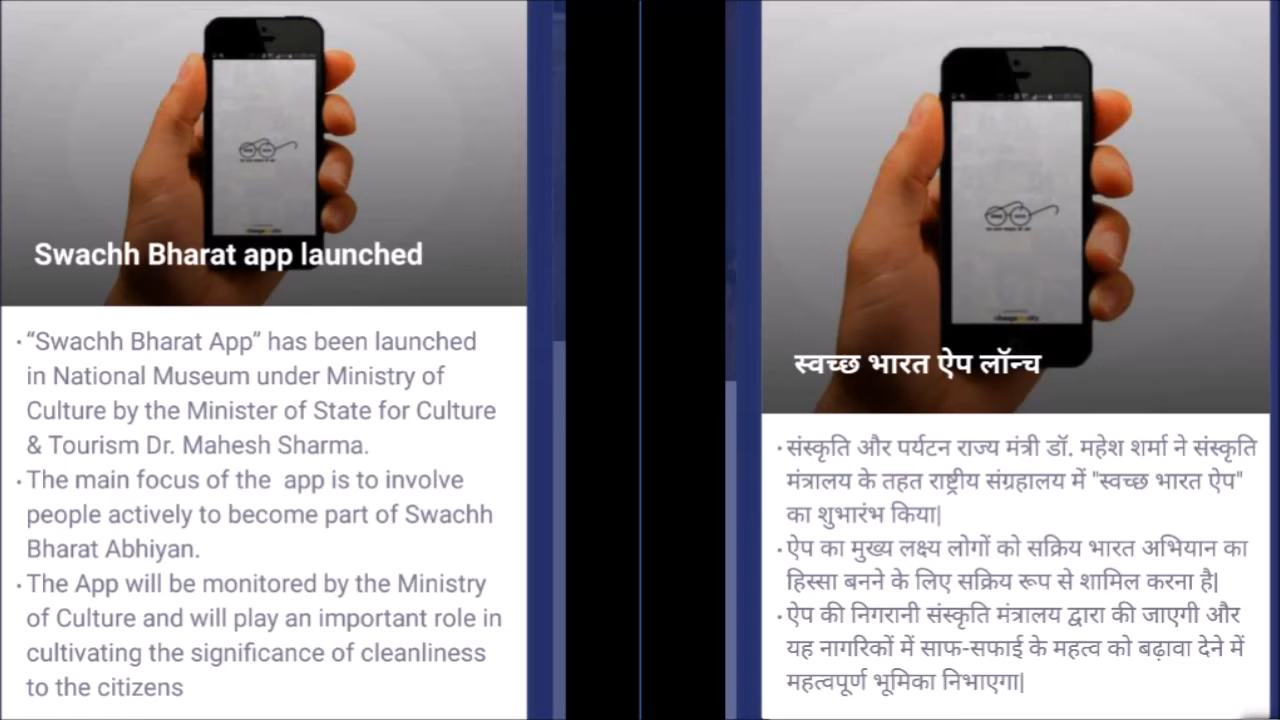 Swachh Bharat app launched
· “Swachh Bharat App” has been launched
in National Museum under Ministry of
Culture by the Minister of State for Culture
& Tourism Dr. Mahesh Sharma.
· The main focus of the app is to involve
people actively to become part of Swachh
Bharat Abhiyan.
· The App will be monitored by the Ministry
of Culture and will play an important role in
cultivating the significance of cleanliness
to the citizens
स्वच्छ भारत ऐप लॉन्च
· संस्कृति और पर्यटन राज्य मंत्री डॉ. महेश शर्मा ने संस्कृति
मंत्रालय के तहत राष्ट्रीय संग्रहालय में "स्वच्छ भारत ऐप"
का शुभारंभ किया|
· ऐप का मुख्य लक्ष्य लोगों को सक्रिय भारत अभियान का
हिस्सा बनने के लिए सक्रिय रूप से शामिल करना है|
· ऐप की निगरानी संस्कृति मंत्रालय द्वारा की जाएगी और
यह नागरिकों में साफ-सफाई के महत्व को बढ़ावा देने में
महत्वपूर्ण भूमिका निभाएगा|